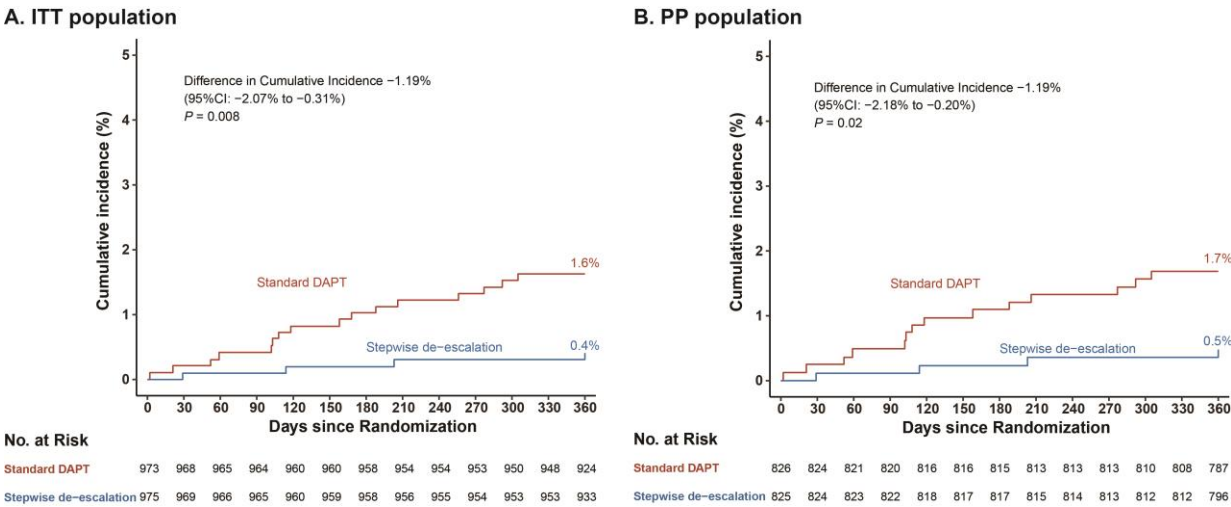 A. ITT population
Cumulative incidence (%)
5
4
3
2
1
0
Difference in Cumulative Incidence −1.19%
(95%CI: −2.07% to −0.31%)
P = 0.008
Standard DAPT
1.6%
Stepwise de−escalation
0.4%
0 30 60 90 120 150 180 210 240 270 300 330 360
Days since Randomization
No. at Risk
Standard DAPT 973 968 965 964 960 960 958 954 954 953 950 948 924
Stepwise de−escalation 975 969 966 965 960 959 958 956 955 954 953 953 933
B. PP population
Cumulative incidence (%)
5
4
3
2
1
0
Difference in Cumulative Incidence −1.19%
(95%CI: −2.18% to −0.20%)
P = 0.02
Standard DAPT
1.7%
Stepwise de−escalation
0.5%
0 30 60 90 120 150 180 210 240 270 300 330 360
Days since Randomization
No. at Risk
Standard DAPT 826 824 821 820 816 816 815 813 813 813 810 808 787
Stepwise de−escalation 825 824 823 822 818 817 817 815 814 813 812 812 796